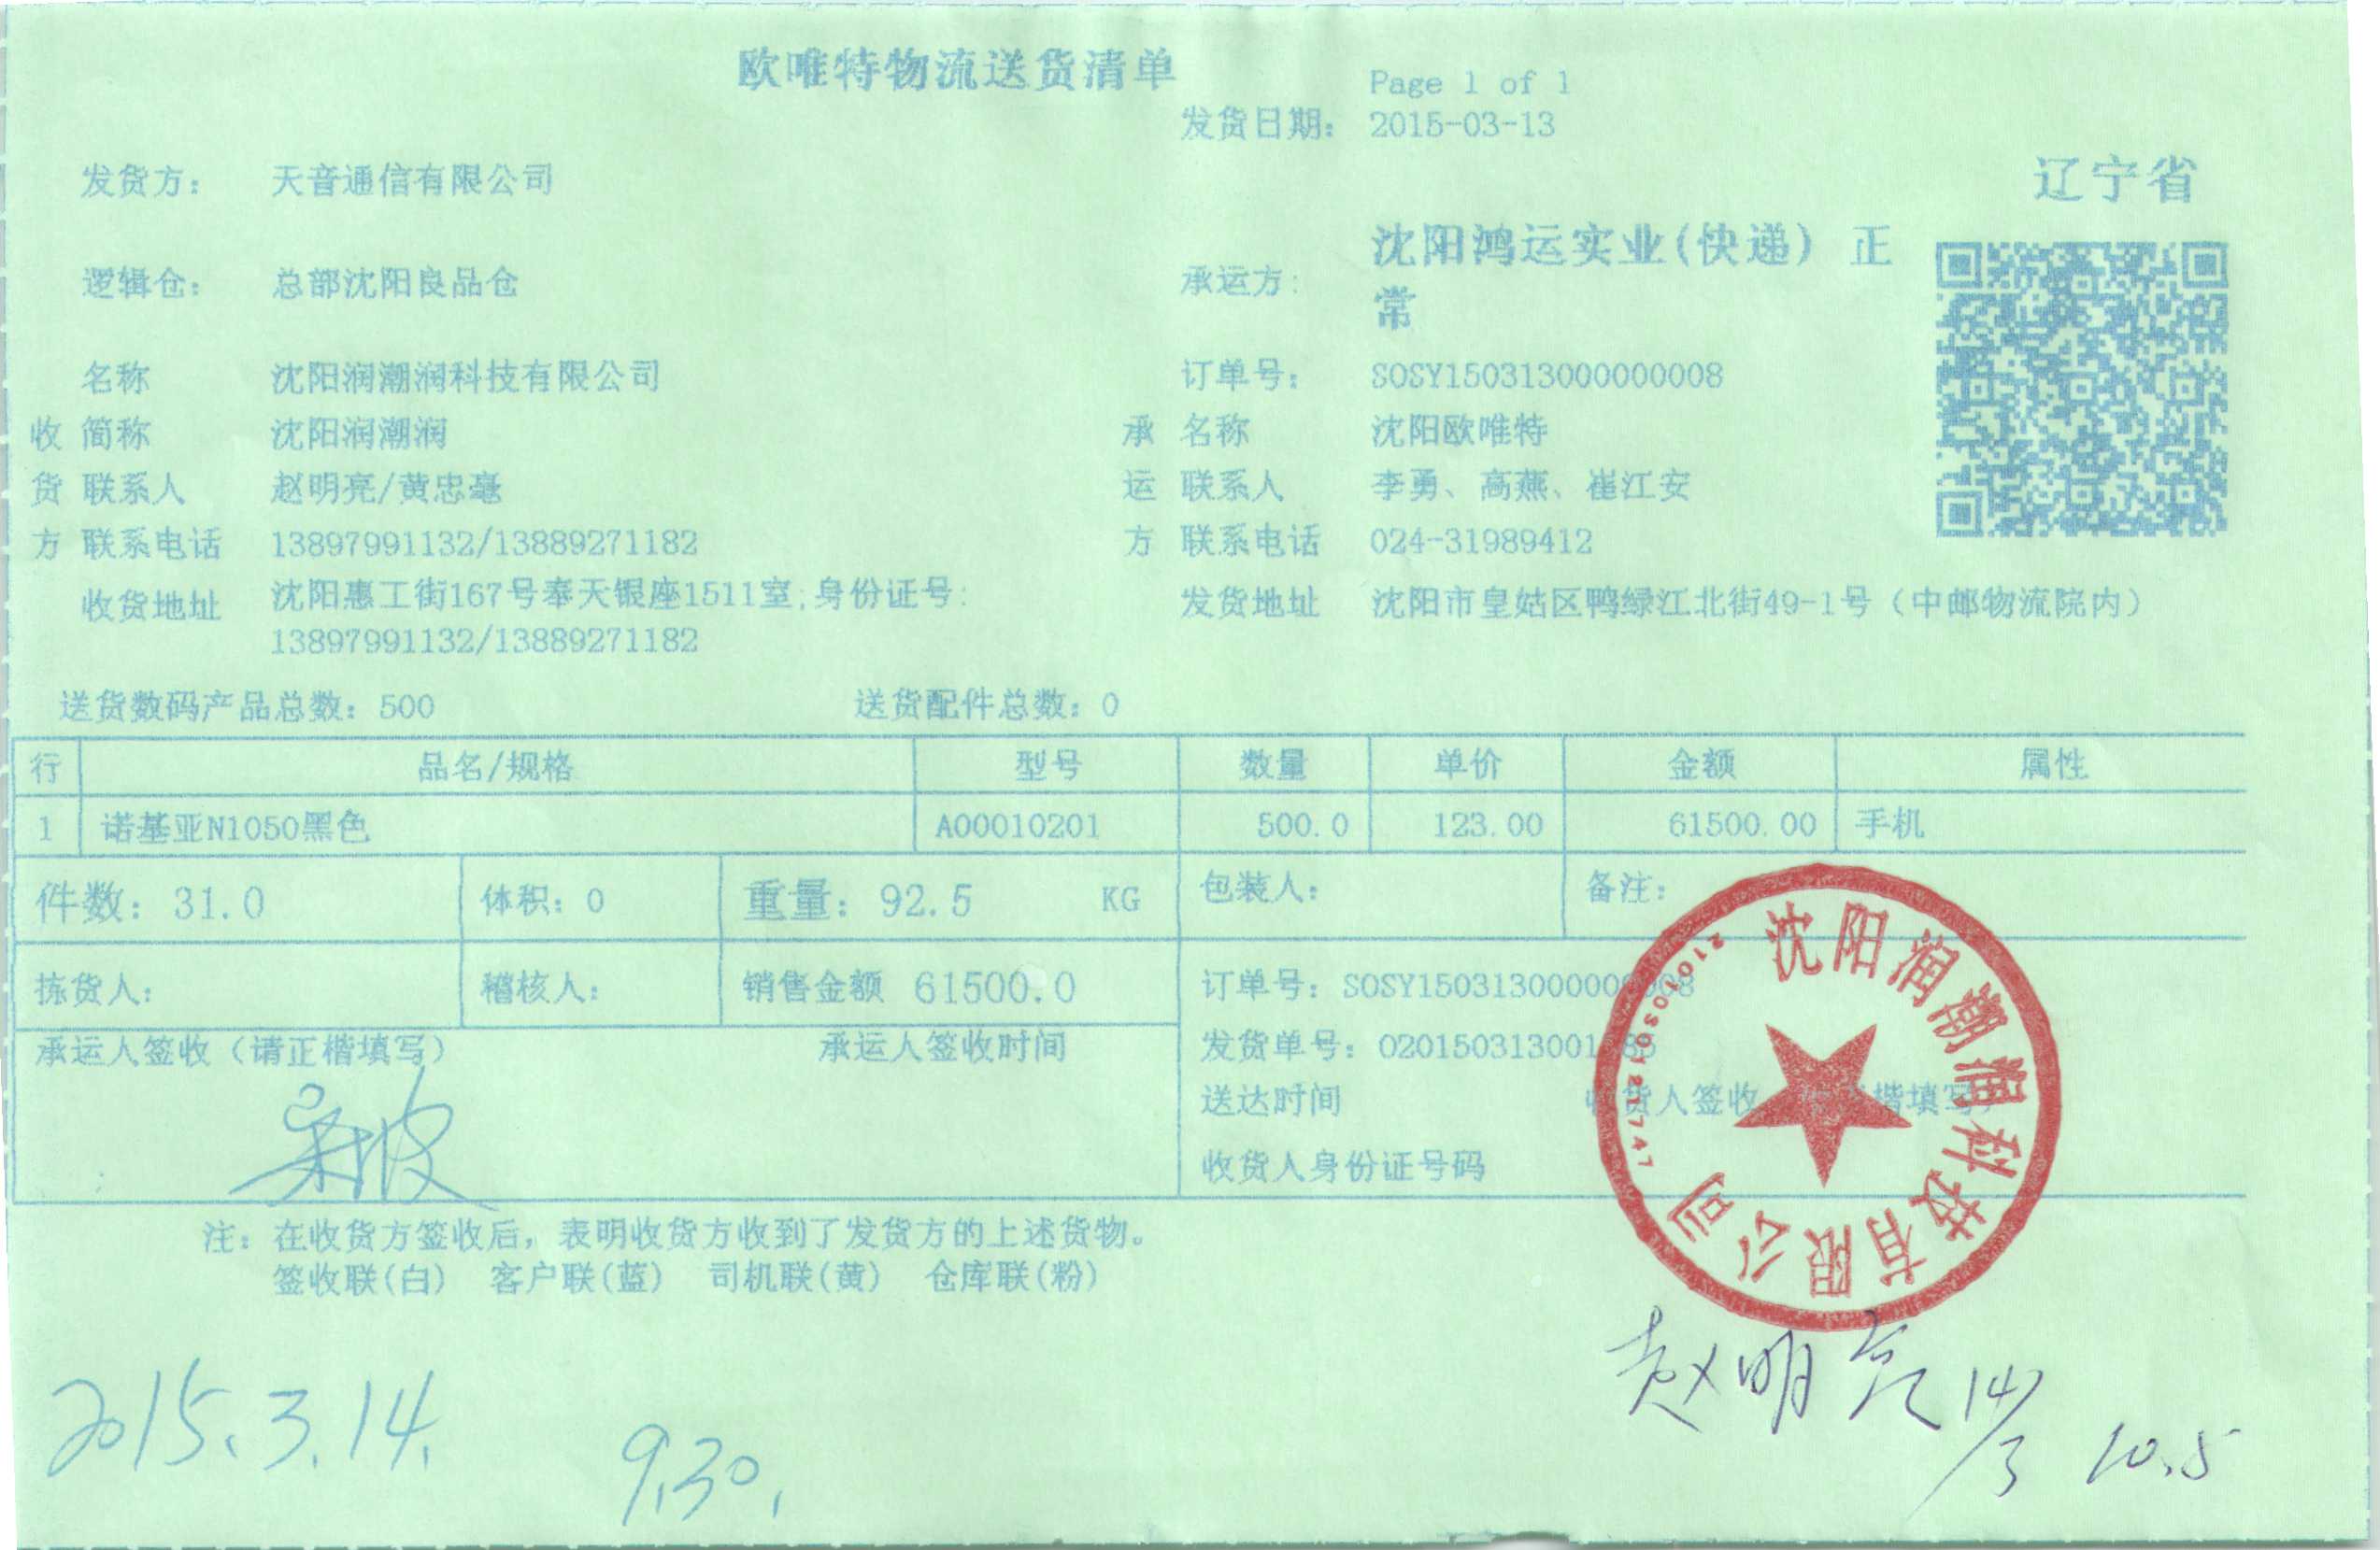 欧唯特物流送货清单
Page 1 of 1
发货日期： 2015-03-13
辽宁省
发货方： 天音通信有限公司
逻辑仓： 总部沈阳良品仓
承运方： 沈阳鸿运实业(快递) 正
常
名称 沈阳润潮润科技有限公司
订单号： SOSY150313000000008
收 简称 沈阳润潮润
承 名称 沈阳欧唯特
货 联系人 赵明亮/黄忠毫
运 联系人 李勇、高燕、崔江安
方 联系电话 13897991132/13889271182
方 联系电话 024-31989412
收货地址 沈阳惠工街167号奉天银座1511室;身份证号:
13897991132/13889271182
发货地址 沈阳市皇姑区鸭绿江北街49-1号（中邮物流院内）
送货数码产品总数：500 送货配件总数：0
行 品名/规格 型号 数量 单价 金额 属性
1 诺基亚N1050黑色 A00010201 500.0 123.00 61500.00 手机
件数：31.0 体积：0 重量：92.5 KG 包装人： 备注：
拣货人： 稽核人： 销售金额 61500.0
订单号：SOSY150313000000008
承运人签收（请正楷填写） 承运人签收时间
发货单号：020150313001 85
送达时间 收货人签收 楷填写
收货人身份证号码
沈阳润潮润科技有限公司
注：在收货方签收后，表明收货方收到了发货方的上述货物。
签收联(白) 客户联(蓝) 司机联(黄) 仓库联(粉)
赵明亮 14/3 10.5
2015.3.14. 9.30.